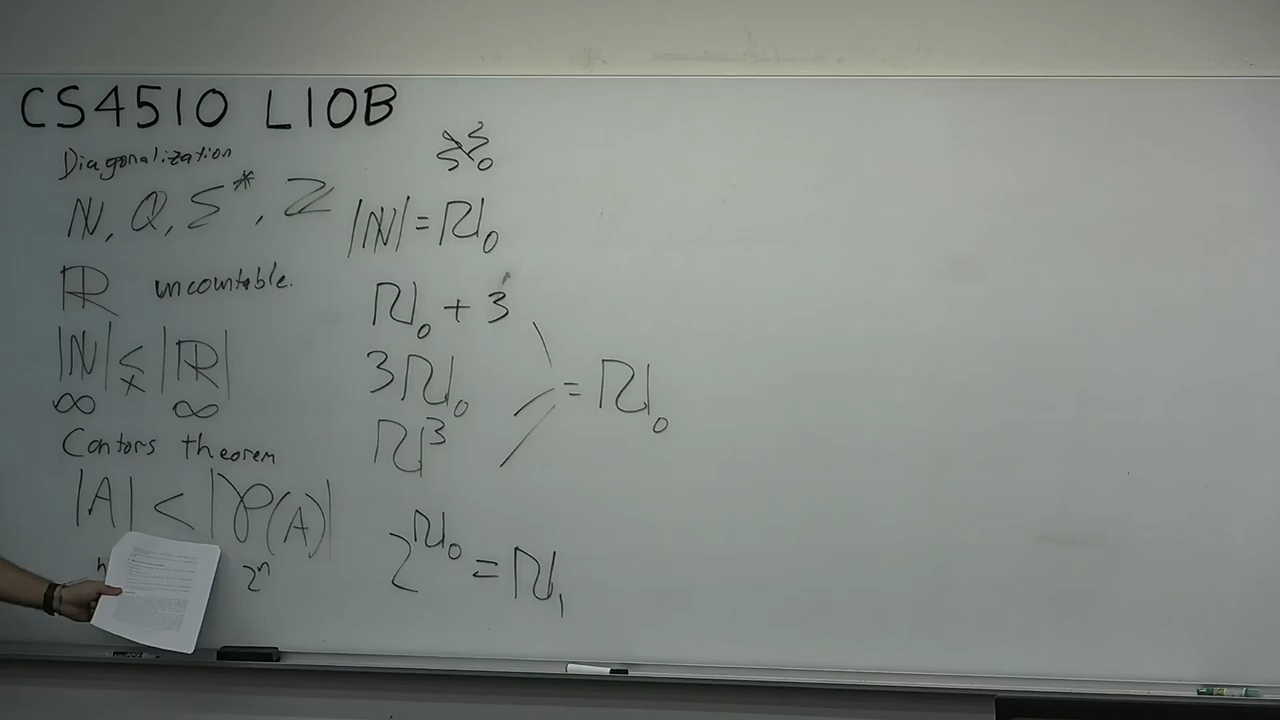 CS4510 L10B
Diagonalization
ℕ, Q, Σ*, ℤ
ℝ uncountable.
|ℕ| ≤ |ℝ|
∞ ∞
Cantors theorem
|A| < |℘(A)|
n 2ⁿ
ℵ₀
|ℕ| = ℵ₀
ℵ₀ + 3
3ℵ₀
ℵ³
= ℵ₀
2^ℵ₀ = ℵ₁